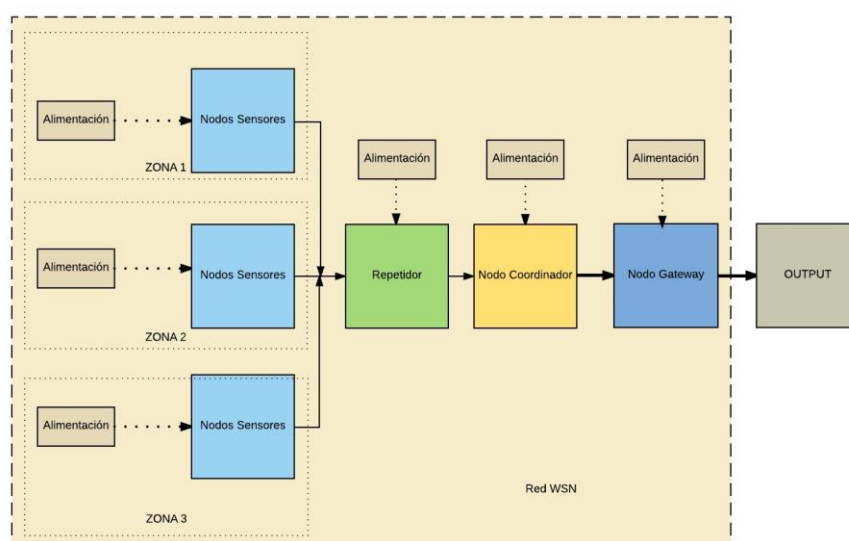 Alimentación
Nodos Sensores
ZONA 1
Alimentación
Nodos Sensores
ZONA 2
Alimentación
Nodos Sensores
ZONA 3
Alimentación
Alimentación
Alimentación
Repetidor
Nodo Coordinador
Nodo Gateway
OUTPUT
Red WSN